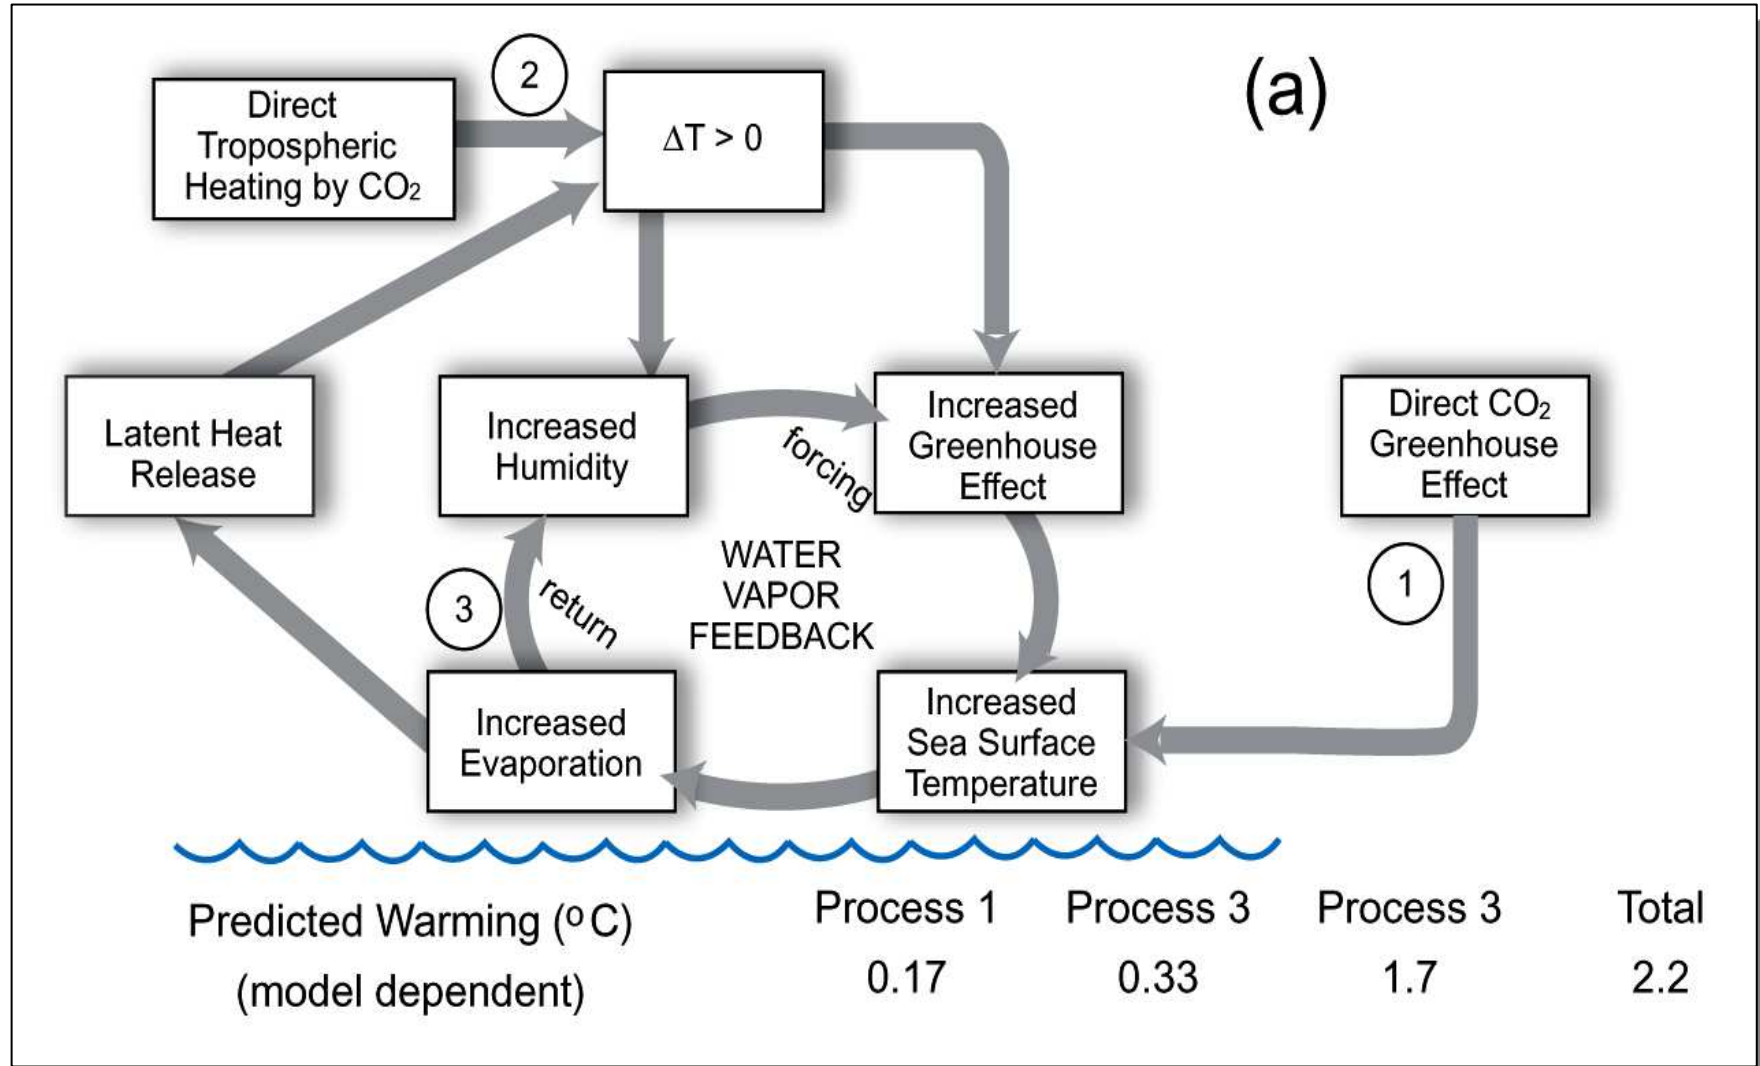 (a)
2
Direct
Tropospheric
Heating by CO₂
ΔT > 0
Latent Heat
Release
Increased
Humidity
forcing
Increased
Greenhouse
Effect
Direct CO₂
Greenhouse
Effect
WATER
VAPOR
FEEDBACK
3
return
1
Increased
Evaporation
Increased
Sea Surface
Temperature
Predicted Warming (ºC)
(model dependent)
Process 1 Process 3 Process 3 Total
0.17 0.33 1.7 2.2